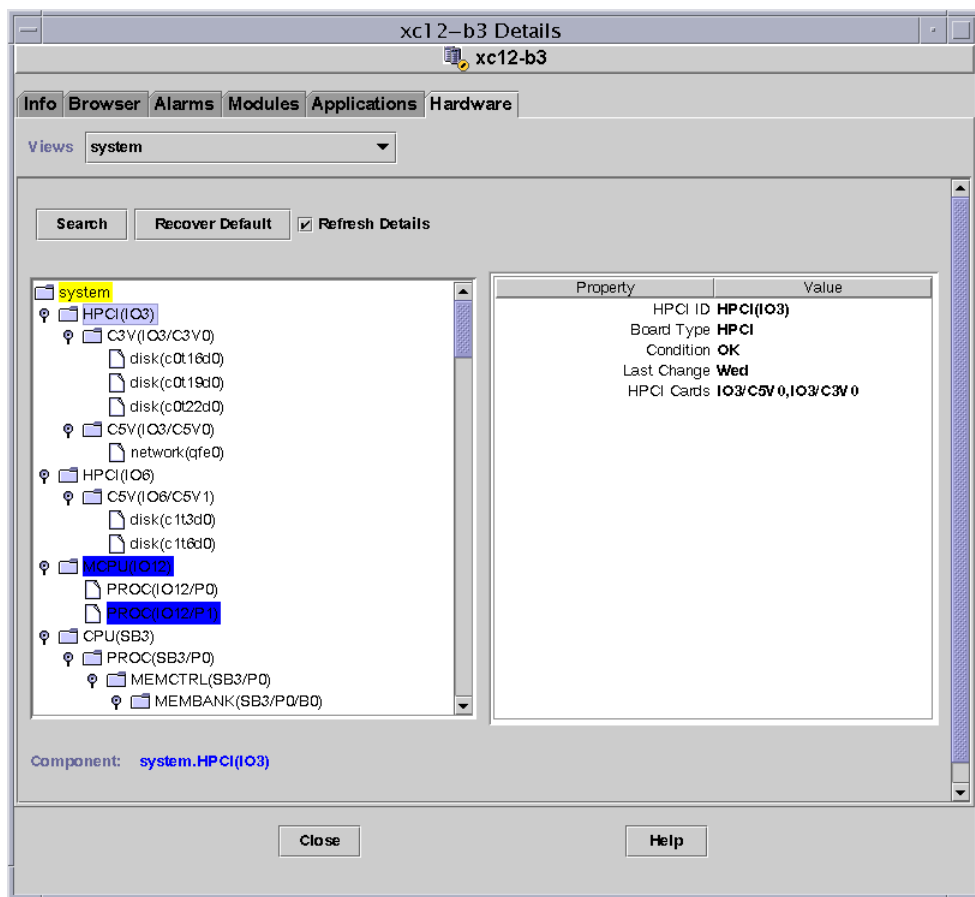 xc12–b3 Details
xc12-b3
Info Browser Alarms Modules Applications Hardware
Views system
Search Recover Default Refresh Details
system
HPCI(IO3)
C3V(IO3/C3V0)
disk(c0t16d0)
disk(c0t19d0)
disk(c0t22d0)
C5V(IO3/C5V0)
network(qfe0)
HPCI(IO6)
C5V(IO6/C5V1)
disk(c1t3d0)
disk(c1t6d0)
MCPU(IO12)
PROC(IO12/P0)
PROC(IO12/P1)
CPU(SB3)
PROC(SB3/P0)
MEMCTRL(SB3/P0)
MEMBANK(SB3/P0/B0)
Property Value
HPCI ID HPCI(IO3)
Board Type HPCI
Condition OK
Last Change Wed
HPCI Cards IO3/C5V0,IO3/C3V0
Component: system.HPCI(IO3)
Close Help